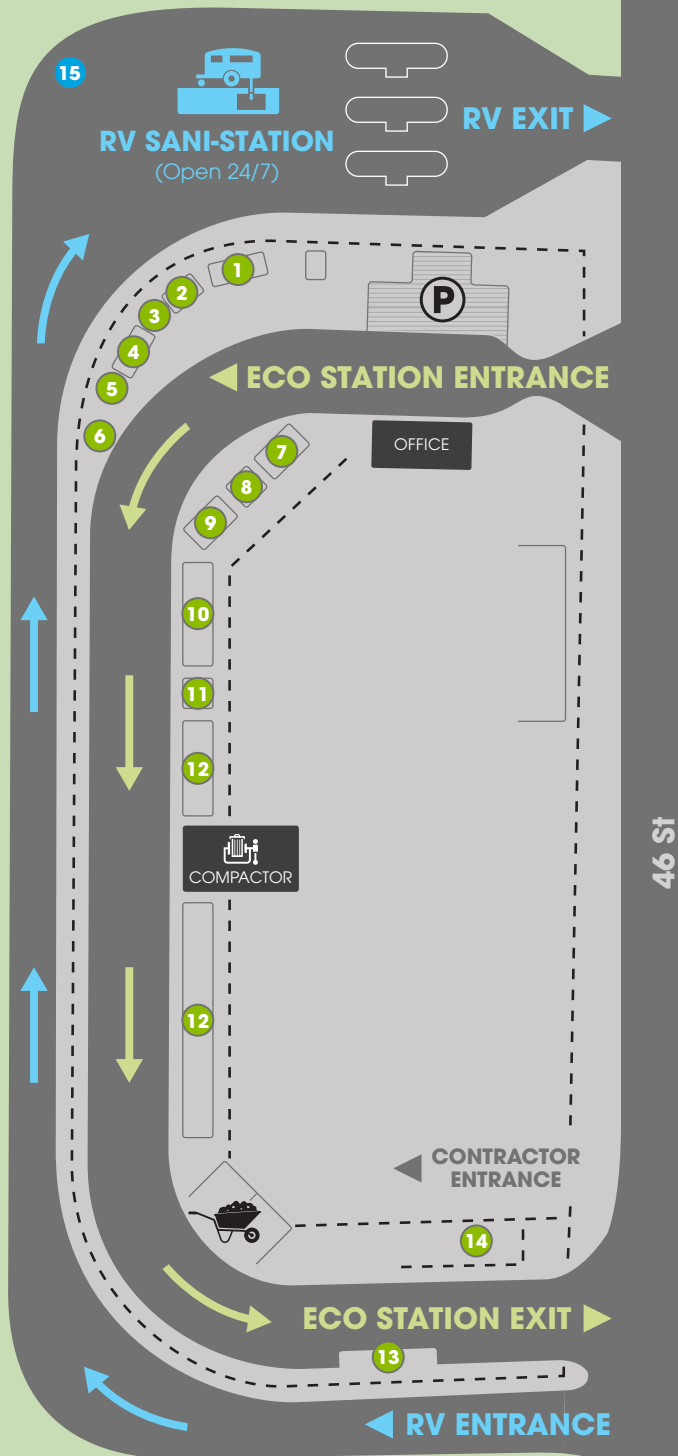 15
RV SANI-STATION
(Open 24/7)
RV EXIT
1
2
3
4
5
6
P
ECO STATION ENTRANCE
7
8
9
OFFICE
10
11
12
COMPACTOR
46 St
12
CONTRACTOR
ENTRANCE
14
ECO STATION EXIT
13
RV ENTRANCE